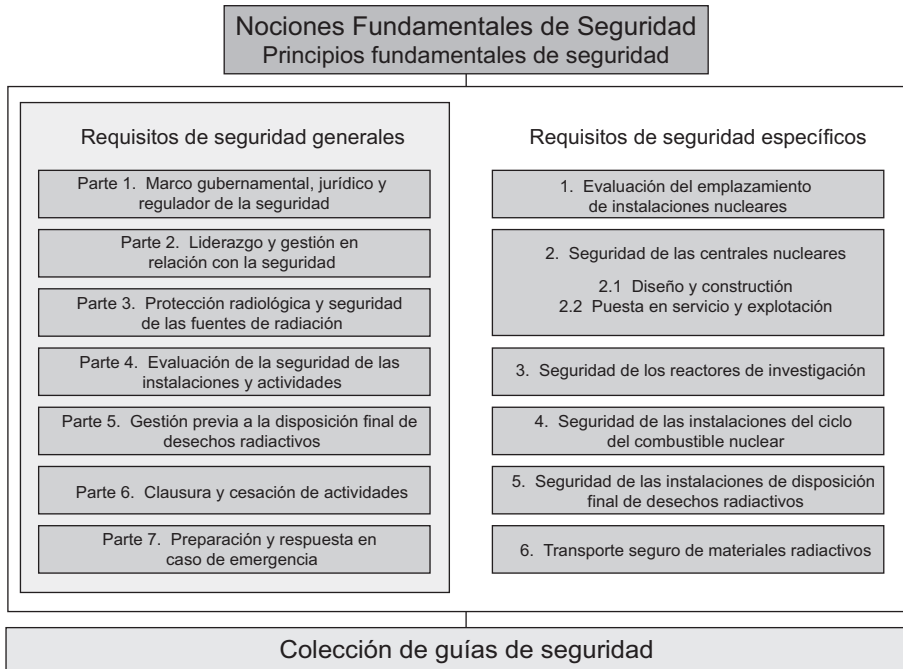 Nociones Fundamentales de Seguridad
Principios fundamentales de seguridad
Requisitos de seguridad generales
Parte 1. Marco gubernamental, jurídico y
regulador de la seguridad
Parte 2. Liderazgo y gestión en
relación con la seguridad
Parte 3. Protección radiológica y seguridad
de las fuentes de radiación
Parte 4. Evaluación de la seguridad de las
instalaciones y actividades
Parte 5. Gestión previa a la disposición final de
desechos radiactivos
Parte 6. Clausura y cesación de actividades
Parte 7. Preparación y respuesta en
caso de emergencia
Requisitos de seguridad específicos
1. Evaluación del emplazamiento
de instalaciones nucleares
2. Seguridad de las centrales nucleares
2.1 Diseño y constructión
2.2 Puesta en servicio y explotación
3. Seguridad de los reactores de investigación
4. Seguridad de las instalaciones del ciclo
del combustible nuclear
5. Seguridad de las instalaciones de disposición
final de desechos radiactivos
6. Transporte seguro de materiales radiactivos
Colección de guías de seguridad